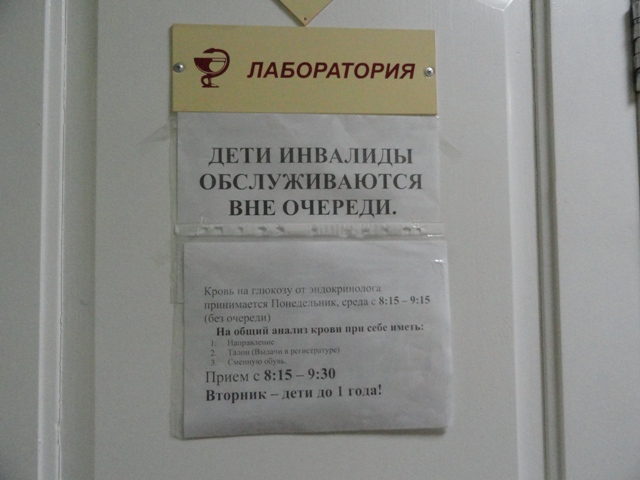 ЛАБОРАТОРИЯ
ДЕТИ ИНВАЛИДЫ
ОБСЛУЖИВАЮТСЯ
ВНЕ ОЧЕРЕДИ.
Кровь на глюкозу от эндокринолога
принимается Понедельник, среда с 8:15 – 9:15
(без очереди)
На общий анализ крови при себе иметь:
1. Направление
2. Талон (Выдачи в регистратуре)
3. Сменную обувь.
Прием с 8:15 – 9:30
Вторник – дети до 1 года!